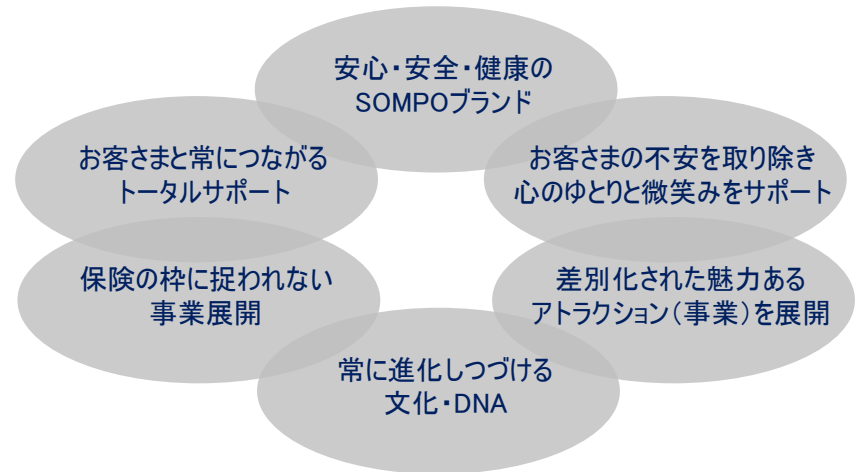 安心・安全・健康の
SOMPOブランド
お客さまと常につながる
トータルサポート
お客さまの不安を取り除き
心のゆとりと微笑みをサポート
保険の枠に捉われない
事業展開
差別化された魅力ある
アトラクション（事業）を展開
常に進化しつづける
文化・DNA